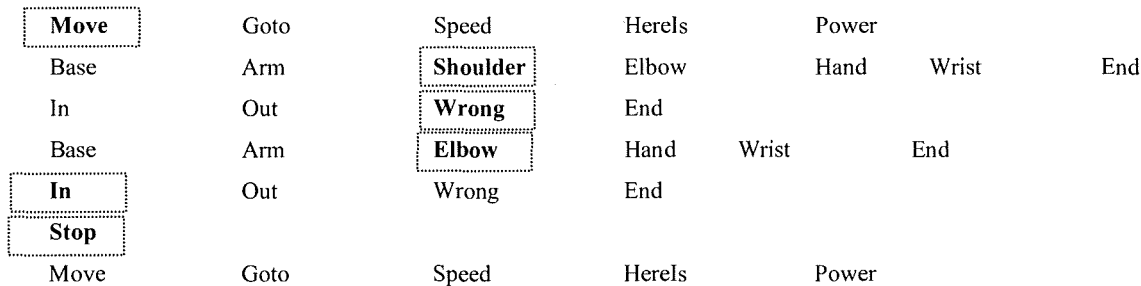 Move Goto Speed HereIs Power
Base Arm Shoulder Elbow Hand Wrist End
In Out Wrong End
Base Arm Elbow Hand Wrist End
In Out Wrong End
Stop
Move Goto Speed HereIs Power